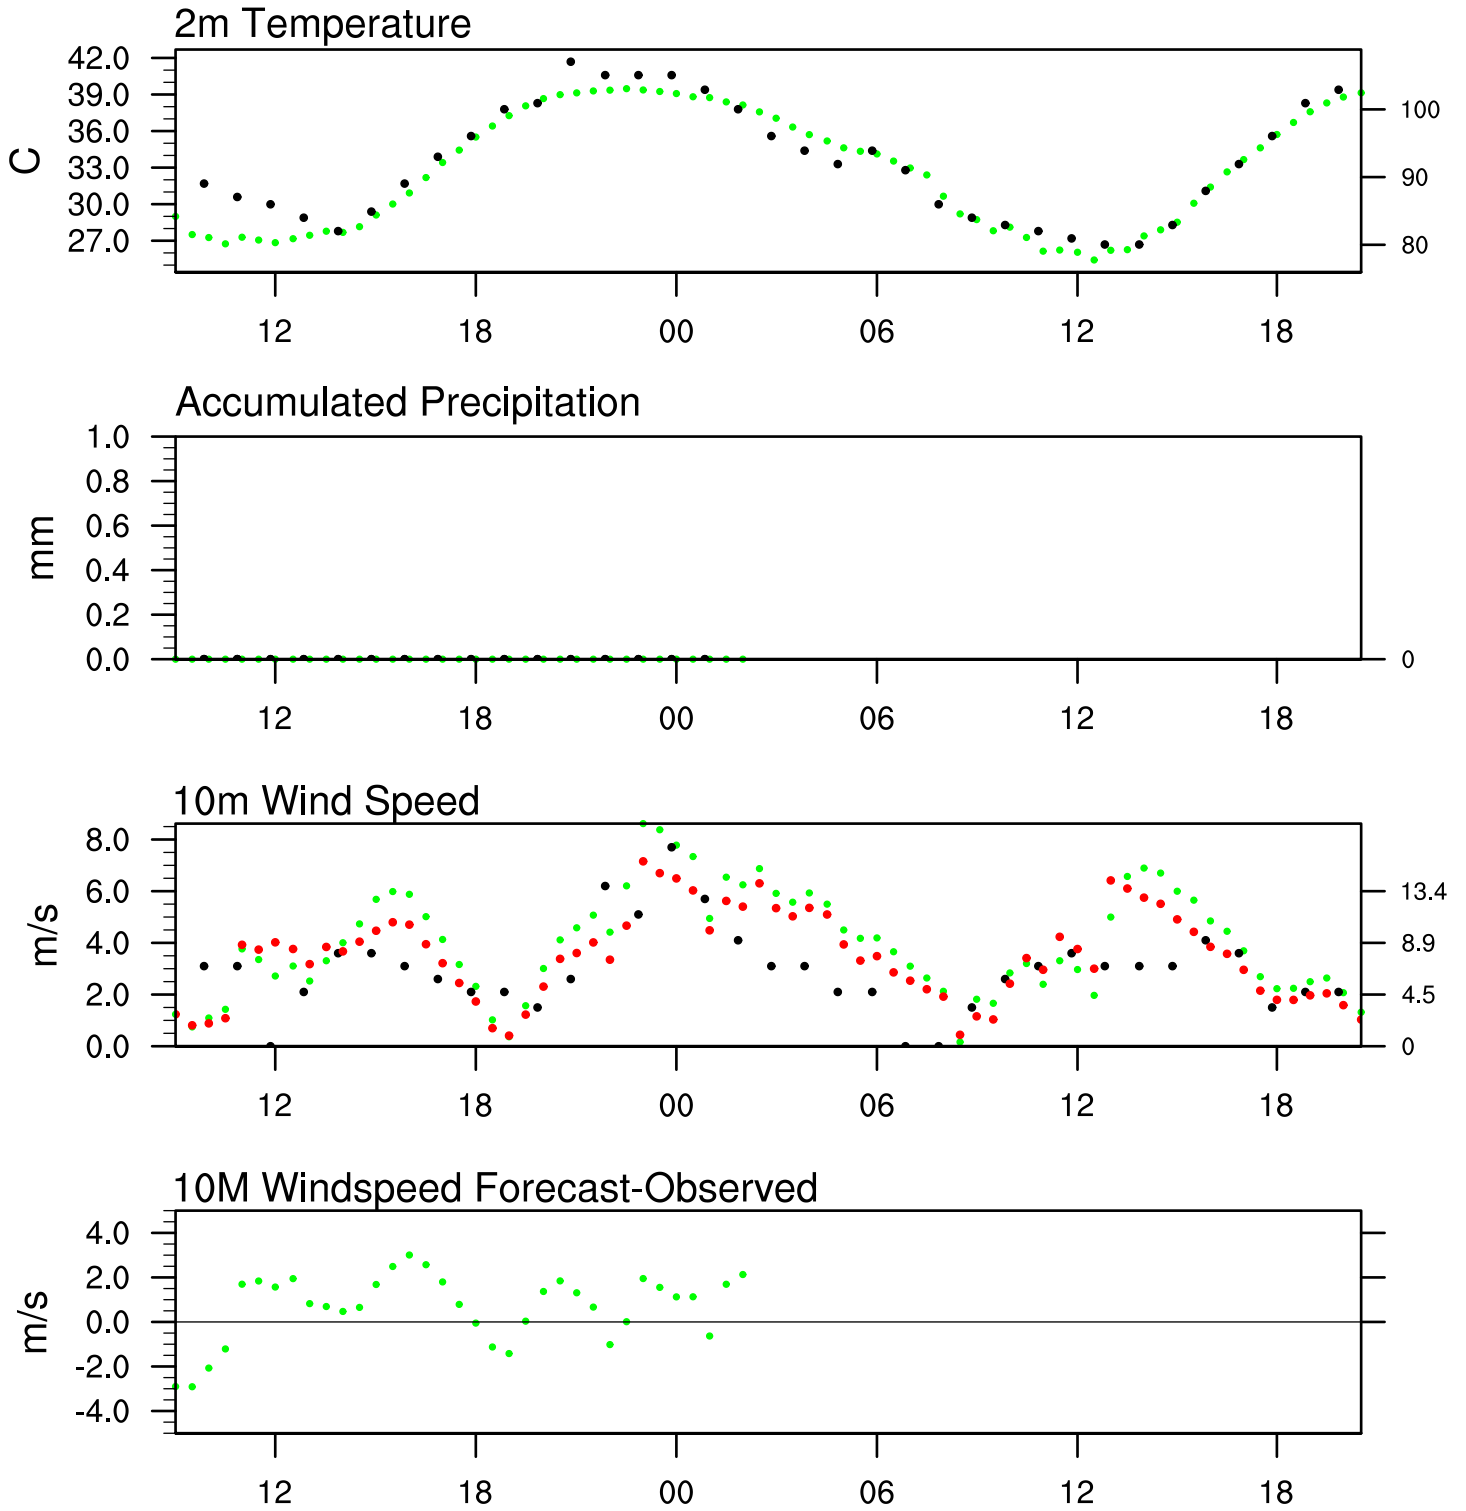 2m Temperature
42.0
39.0
36.0
33.0
30.0
27.0
C
100
90
80
12 18 00 06 12 18
Accumulated Precipitation
1.0
0.8
0.6
0.4
0.2
0.0
mm
0
12 18 00 06 12 18
10m Wind Speed
8.0
6.0
4.0
2.0
0.0
m/s
13.4
8.9
4.5
0
12 18 00 06 12 18
10M Windspeed Forecast-Observed
4.0
2.0
0.0
-2.0
-4.0
m/s
12 18 00 06 12 18